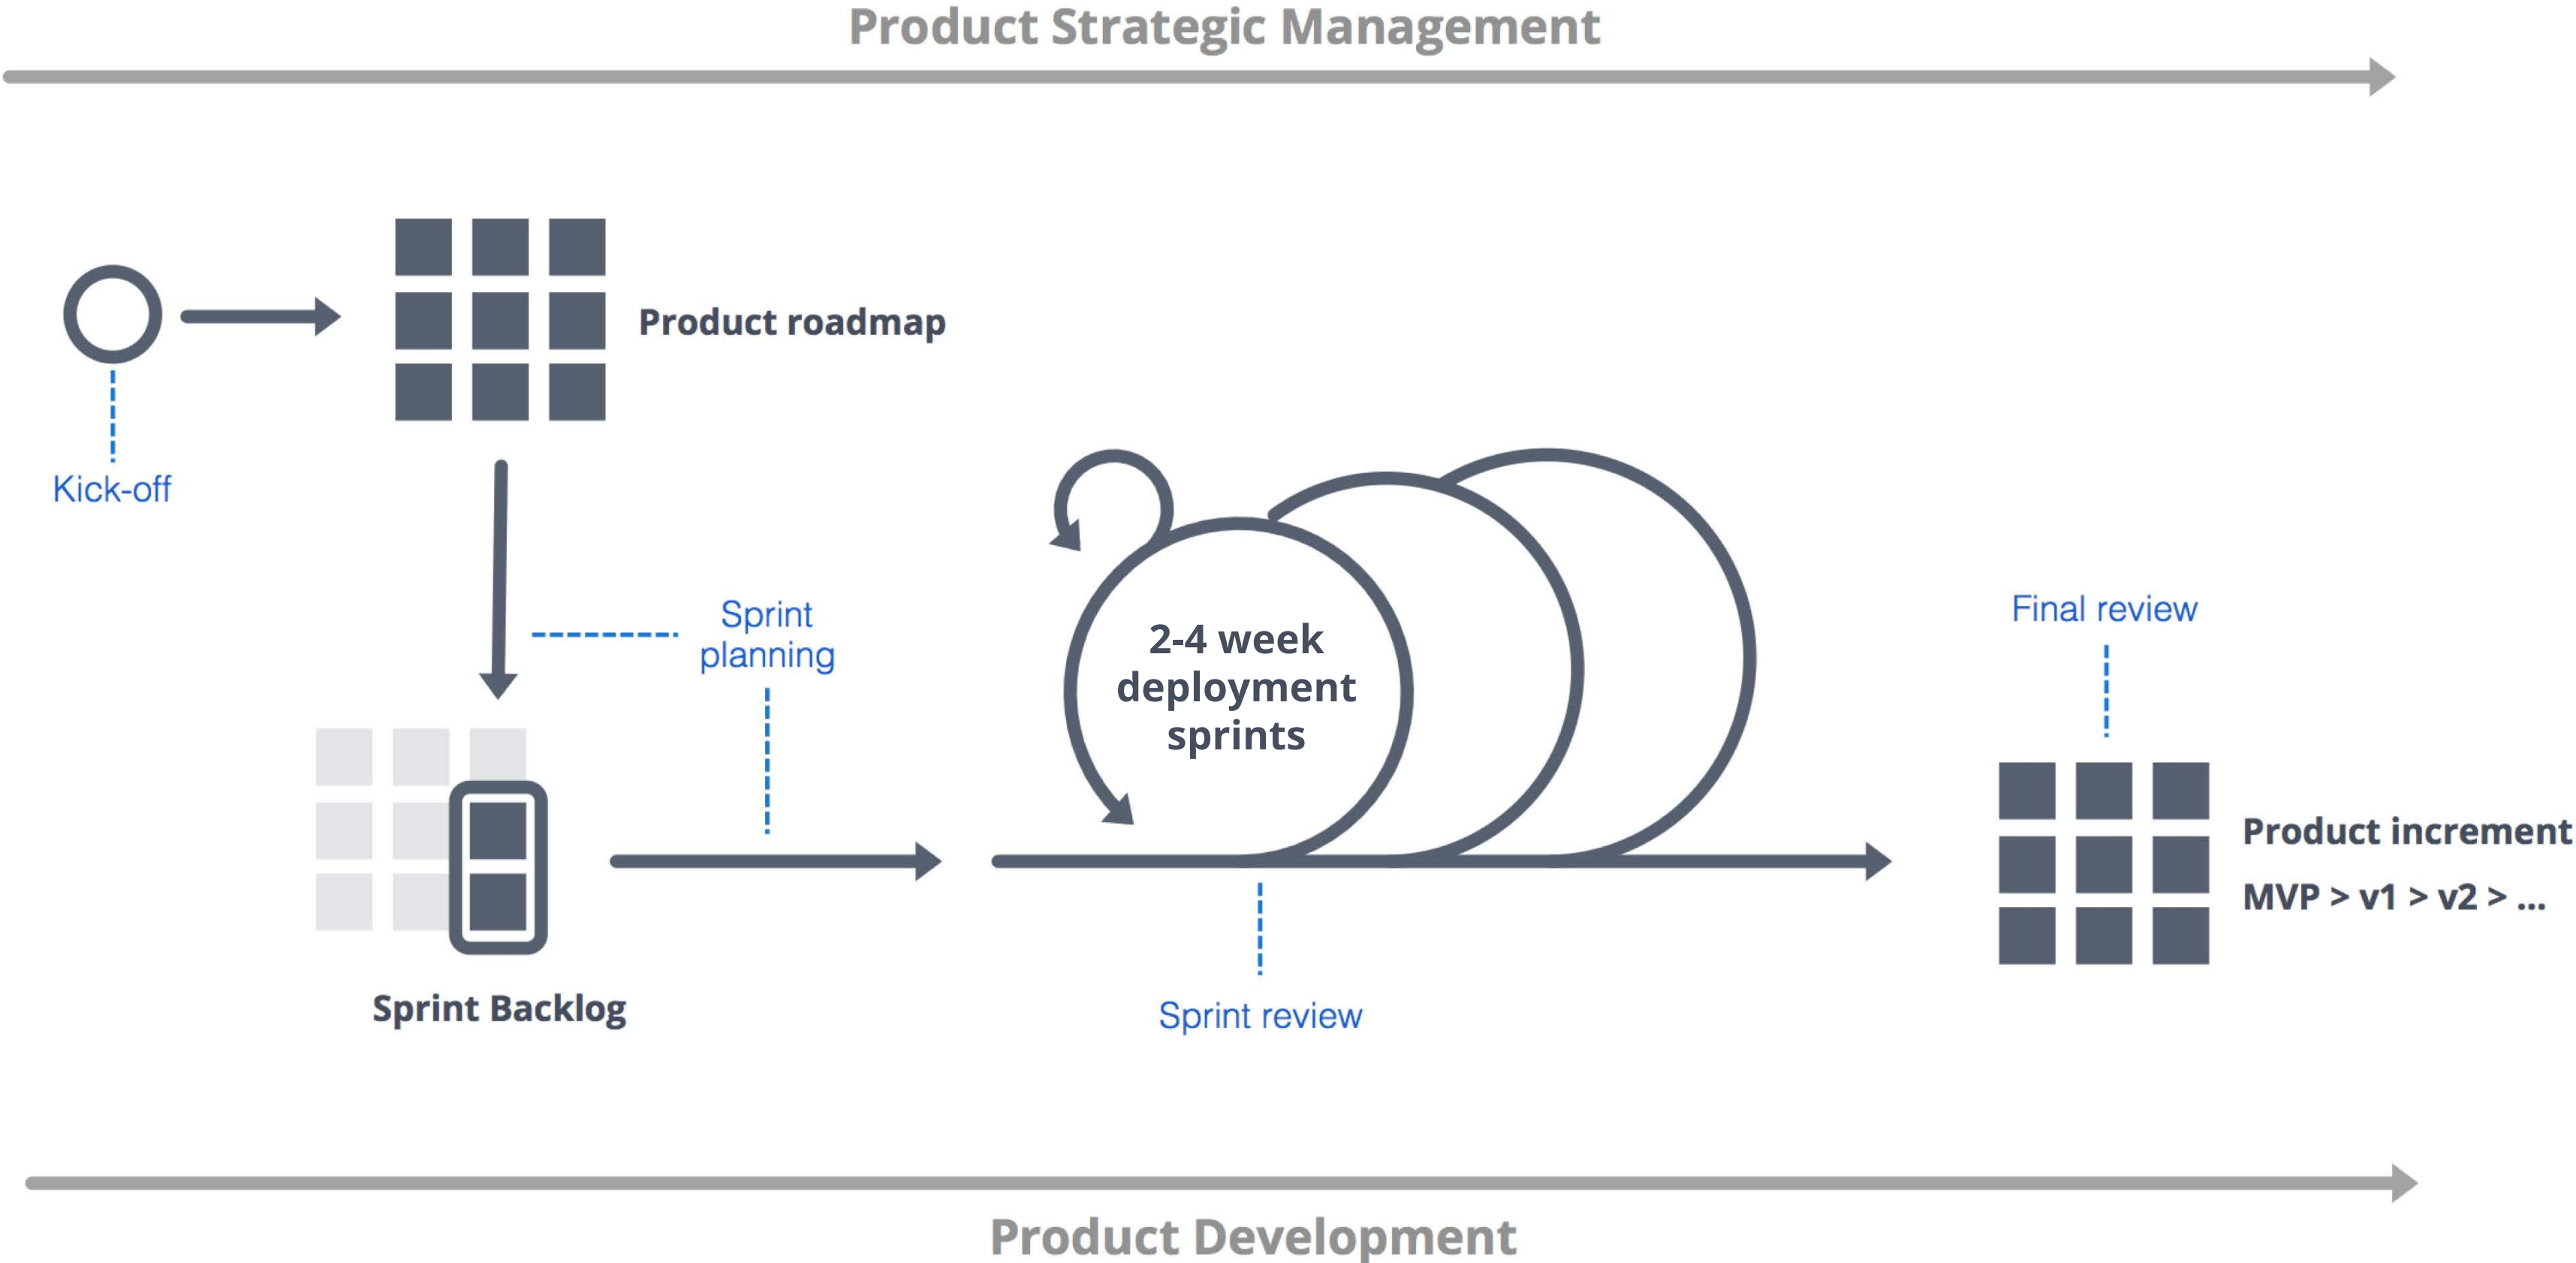 Product Strategic Management
Product roadmap
Kick-off
Sprint
planning
2-4 week
deployment
sprints
Final review
Product increment
MVP > v1 > v2 > ...
Sprint Backlog
Sprint review
Product Development